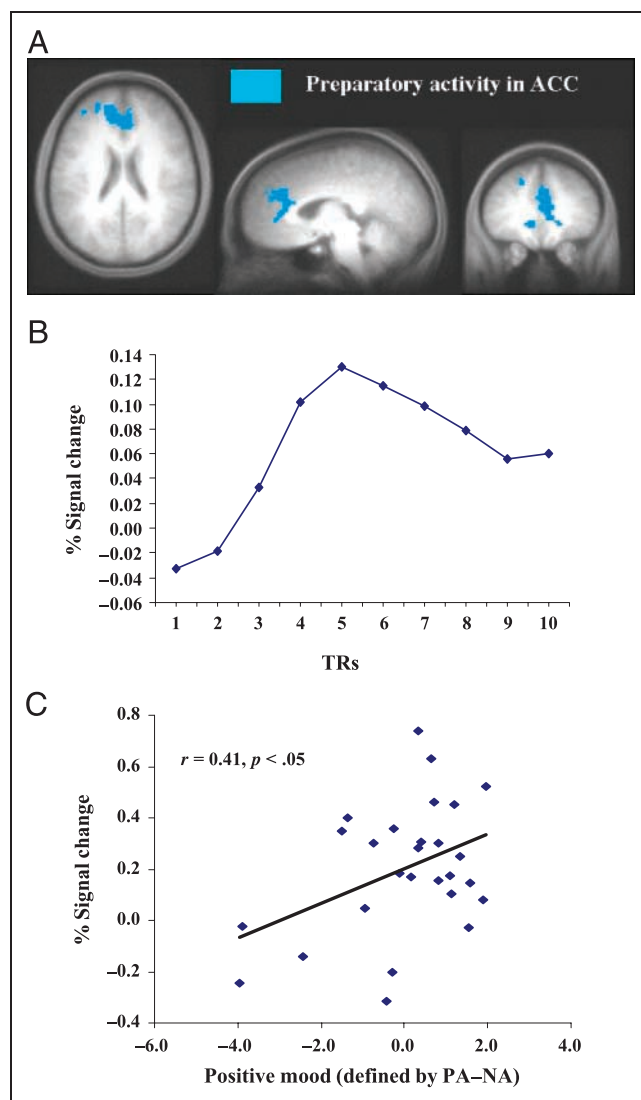 A
Preparatory activity in ACC
B
% Signal change
0.14
0.12
0.10
0.08
0.06
0.04
0.02
0.00
−0.02
−0.04
−0.06
1 2 3 4 5 6 7 8 9 10
TRs
C
% Signal change
0.8
0.6
0.4
0.2
0.0
−0.2
−0.4
r = 0.41, p < .05
−6.0 −4.0 −2.0 0.0 2.0 4.0
Positive mood (defined by PA–NA)